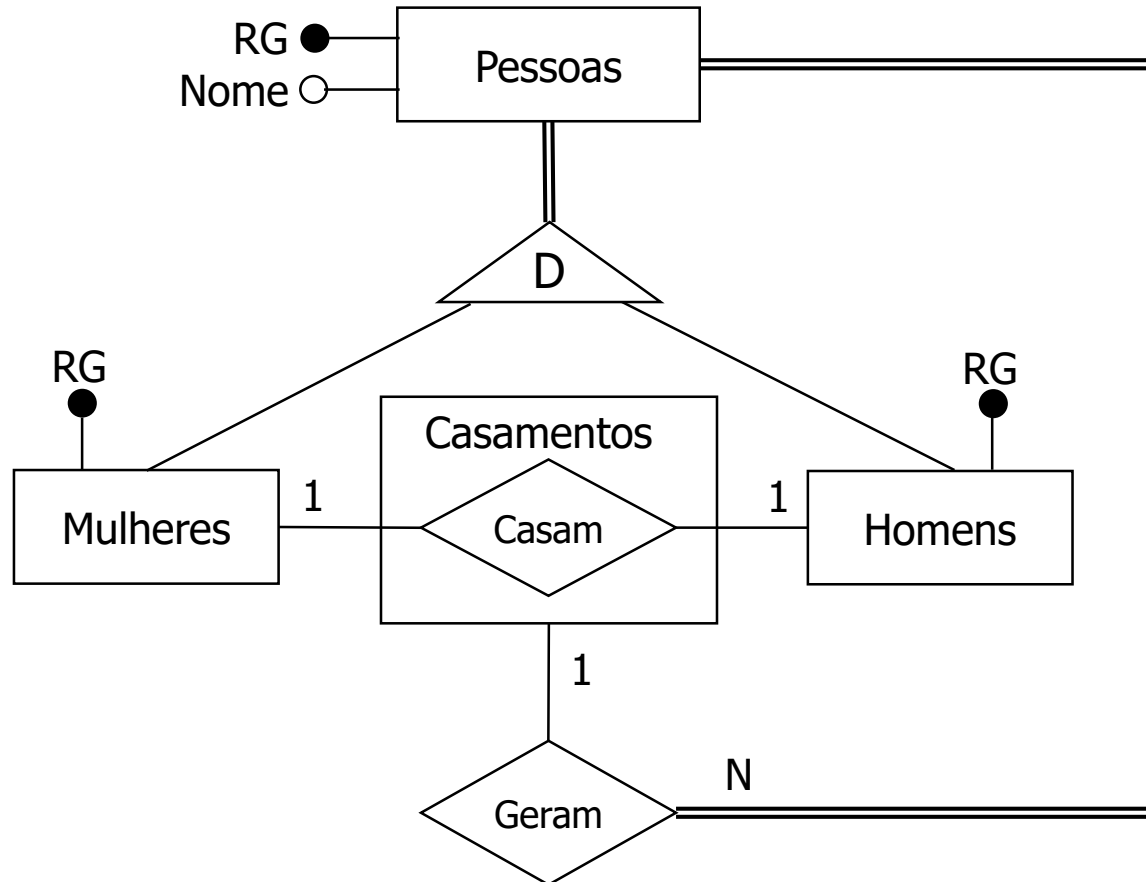 RG
Pessoas
Nome
D
RG
RG
Casamentos
Mulheres
1
Casam
1
Homens
1
N
Geram